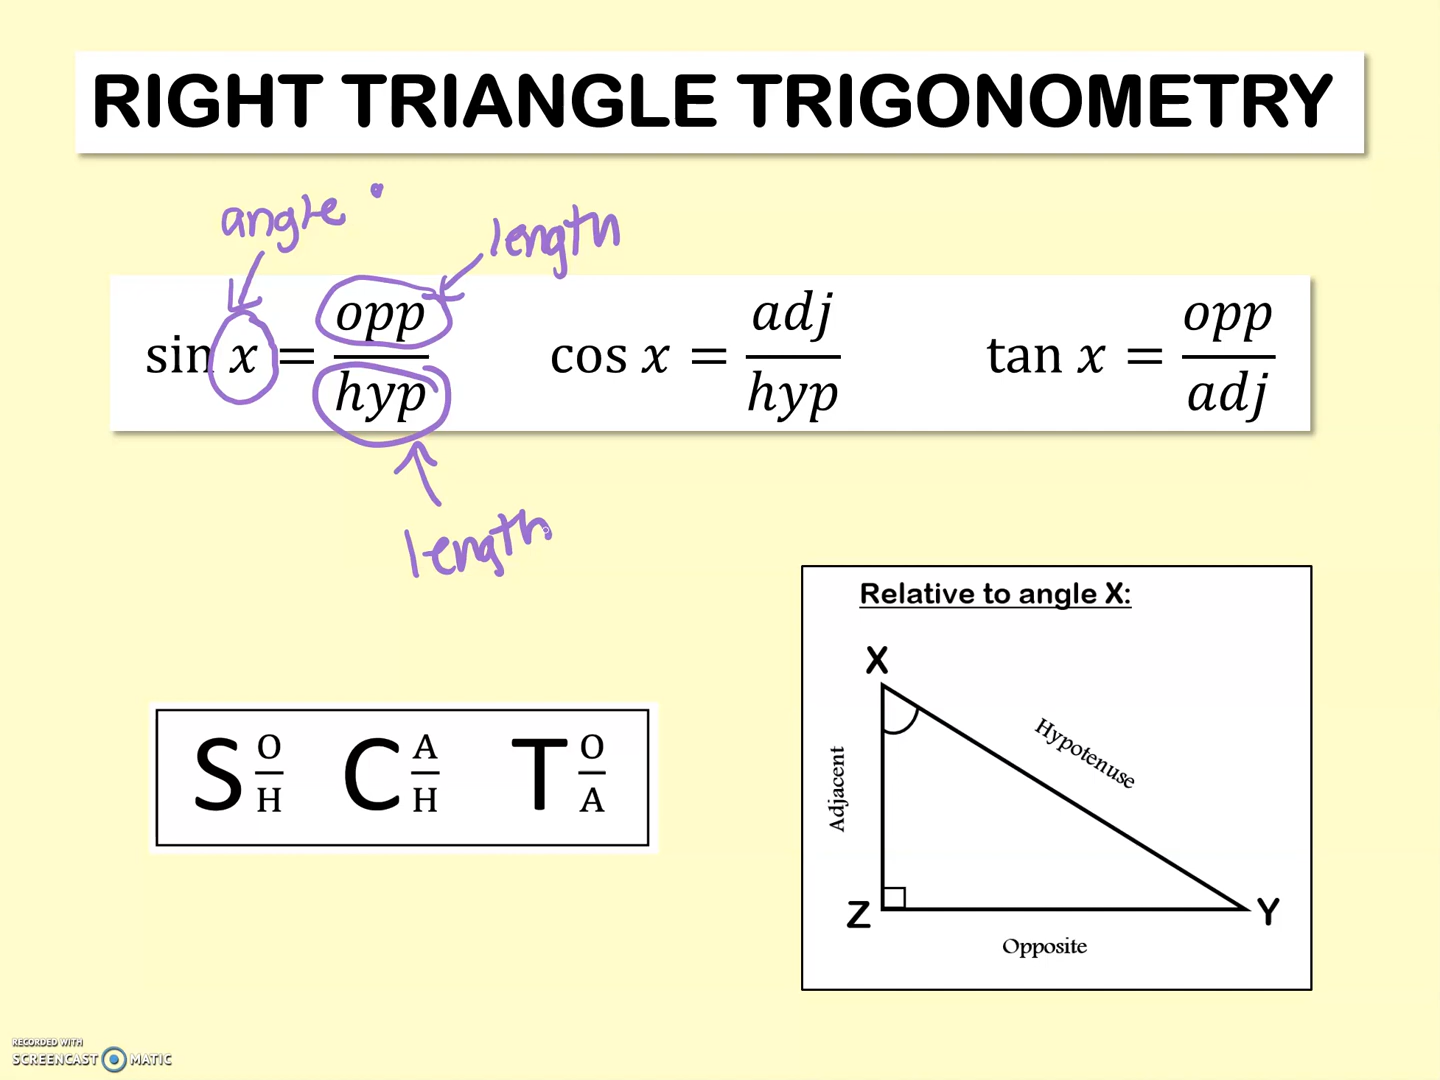 RIGHT TRIANGLE TRIGONOMETRY
angle °
length
sin x = opp/hyp
cos x = adj/hyp
tan x = opp/adj
length
Relative to angle X:
X
Hypotenuse
Adjacent
Z
Y
Opposite
S O/H C A/H T O/A
RECORDED WITH
SCREENCAST MATIC